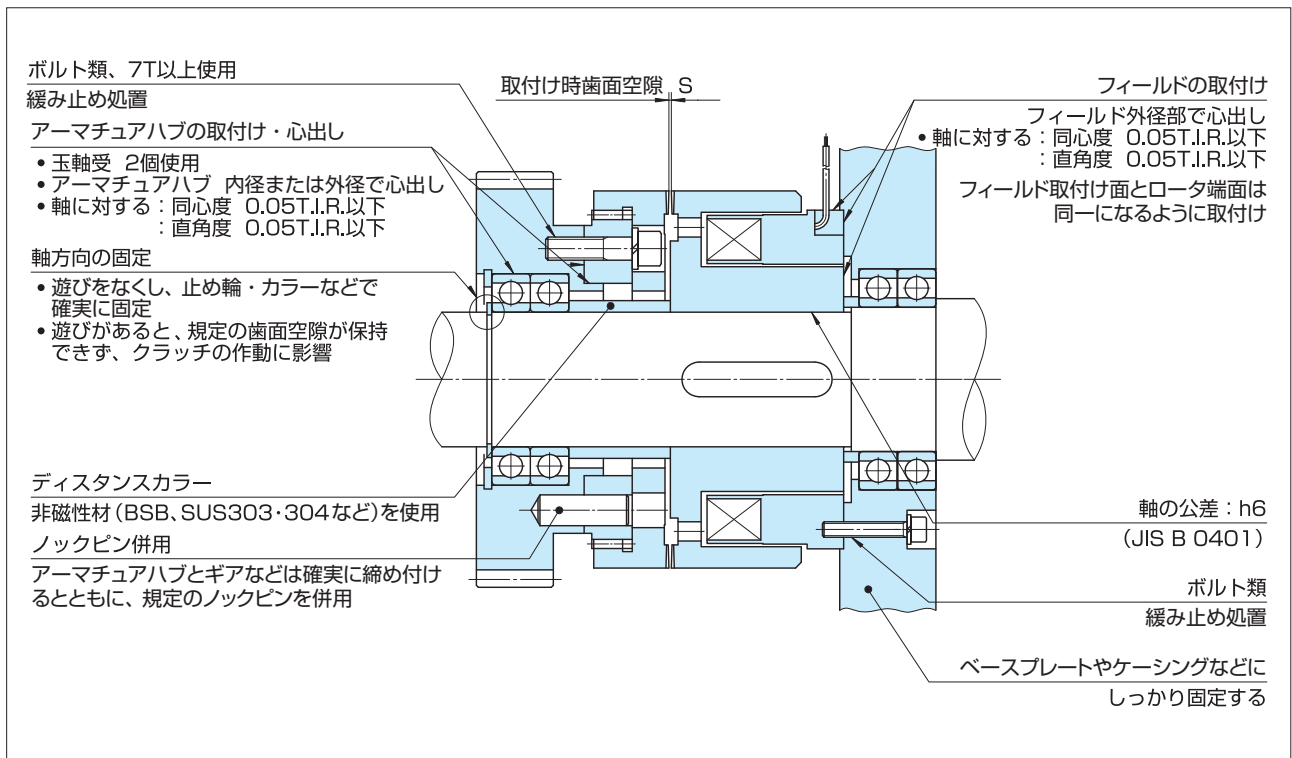 ボルト類、7T以上使用
緩み止め処置
アーマチュアハブの取付け・心出し
• 玉軸受 2個使用
• アーマチュアハブ 内径または外径で心出し
• 軸に対する：同心度 0.05T.I.R.以下
：直角度 0.05T.I.R.以下
軸方向の固定
• 遊びをなくし、止め輪・カラーなどで
確実に固定
• 遊びがあると、規定の歯面空隙が保持
できず、クラッチの作動に影響
ディスタンスカラー
非磁性材（BSB、SUS303・304など）を使用
ノックピン併用
アーマチュアハブとギアなどは確実に締め付け
るとともに、規定のノックピンを併用
取付け時歯面空隙 S
フィールドの取付け
フィールド外径部で心出し
• 軸に対する：同心度 0.05T.I.R.以下
：直角度 0.05T.I.R.以下
フィールド取付け面とロータ端面は
同一になるように取付け
軸の公差：h6
（JIS B 0401）
ボルト類
緩み止め処置
ベースプレートやケーシングなどに
しっかり固定する